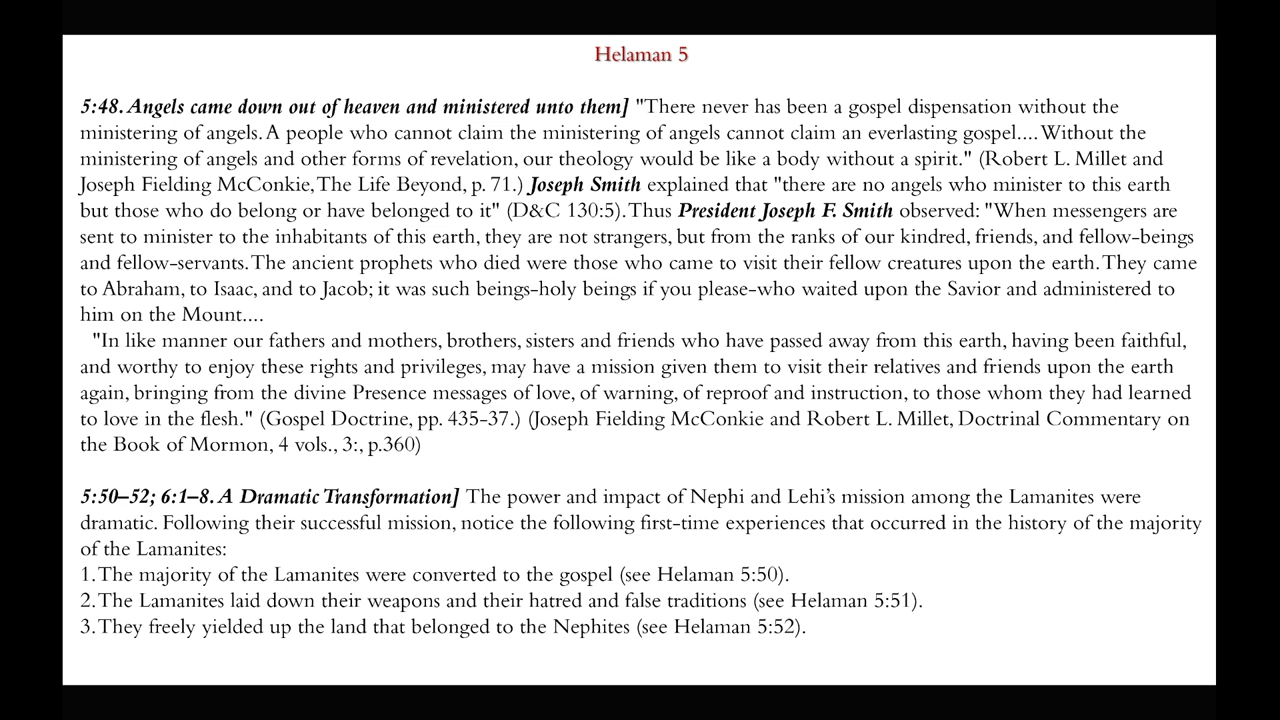 Helaman 5
5:48. Angels came down out of heaven and ministered unto them] "There never has been a gospel dispensation without the
ministering of angels. A people who cannot claim the ministering of angels cannot claim an everlasting gospel.... Without the
ministering of angels and other forms of revelation, our theology would be like a body without a spirit." (Robert L. Millet and
Joseph Fielding McConkie, The Life Beyond, p. 71.) Joseph Smith explained that "there are no angels who minister to this earth
but those who do belong or have belonged to it" (D&C 130:5). Thus President Joseph F. Smith observed: "When messengers are
sent to minister to the inhabitants of this earth, they are not strangers, but from the ranks of our kindred, friends, and fellow-beings
and fellow-servants. The ancient prophets who died were those who came to visit their fellow creatures upon the earth. They came
to Abraham, to Isaac, and to Jacob; it was such beings-holy beings if you please-who waited upon the Savior and administered to
him on the Mount....
"In like manner our fathers and mothers, brothers, sisters and friends who have passed away from this earth, having been faithful,
and worthy to enjoy these rights and privileges, may have a mission given them to visit their relatives and friends upon the earth
again, bringing from the divine Presence messages of love, of warning, of reproof and instruction, to those whom they had learned
to love in the flesh." (Gospel Doctrine, pp. 435-37.) (Joseph Fielding McConkie and Robert L. Millet, Doctrinal Commentary on
the Book of Mormon, 4 vols., 3:, p.360)
5:50–52; 6:1–8. A Dramatic Transformation] The power and impact of Nephi and Lehi's mission among the Lamanites were
dramatic. Following their successful mission, notice the following first-time experiences that occurred in the history of the majority
of the Lamanites:
1. The majority of the Lamanites were converted to the gospel (see Helaman 5:50).
2. The Lamanites laid down their weapons and their hatred and false traditions (see Helaman 5:51).
3. They freely yielded up the land that belonged to the Nephites (see Helaman 5:52).